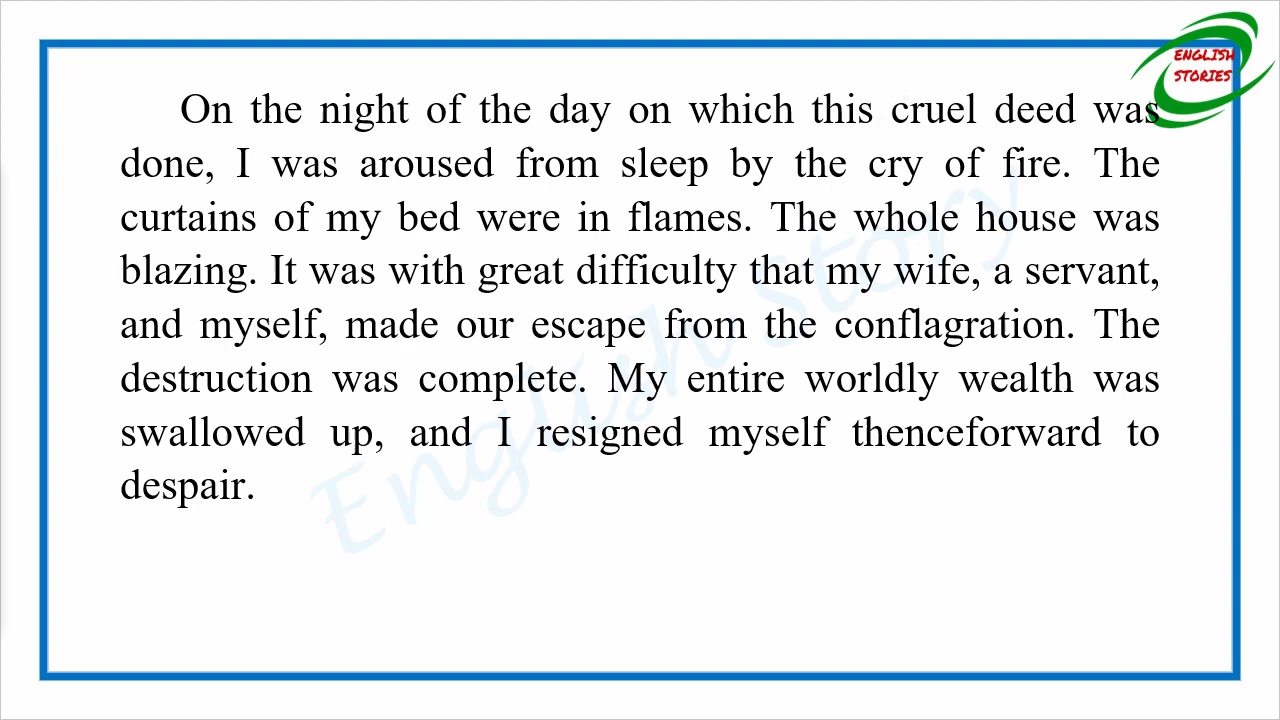 ENGLISH
STORIES
On the night of the day on which this cruel deed was
done, I was aroused from sleep by the cry of fire. The
curtains of my bed were in flames. The whole house was
blazing. It was with great difficulty that my wife, a servant,
and myself, made our escape from the conflagration. The
destruction was complete. My entire worldly wealth was
swallowed up, and I resigned myself thenceforward to
despair.
English Story